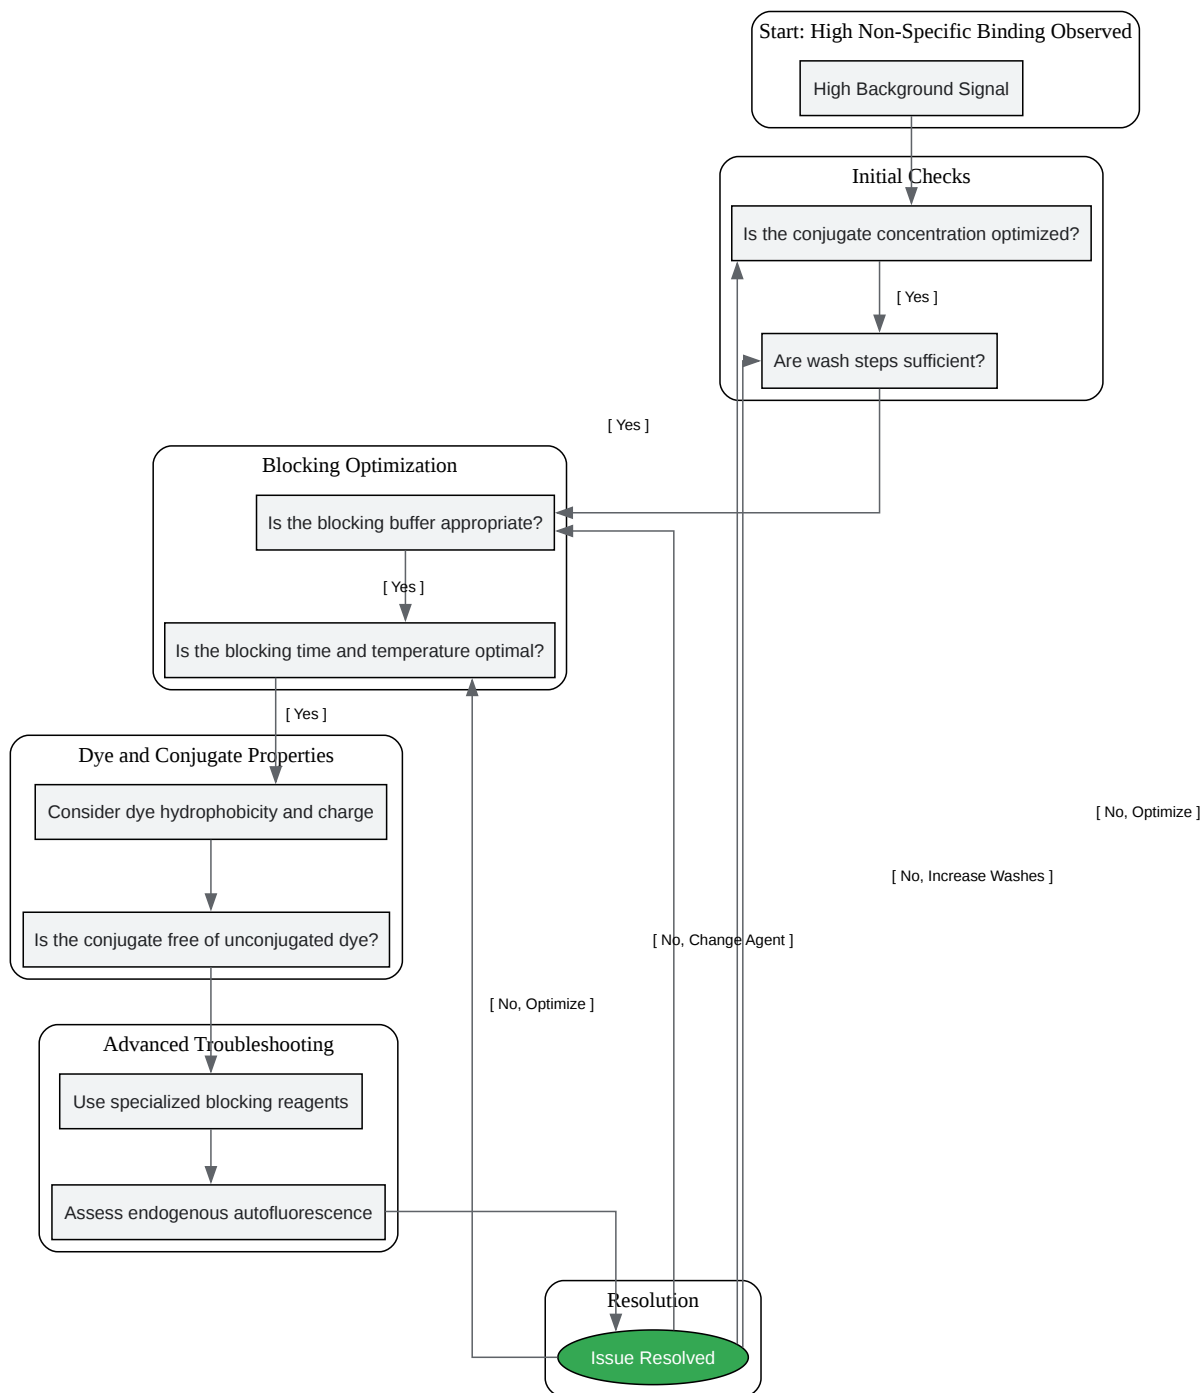 Start: High Non-Specific Binding Observed
High Background Signal
Initial Checks
Is the conjugate concentration optimized?
[ Yes ]
Are wash steps sufficient?
[ Yes ]
Blocking Optimization
Is the blocking buffer appropriate?
[ Yes ]
Is the blocking time and temperature optimal?
[ Yes ]
Dye and Conjugate Properties
Consider dye hydrophobicity and charge
[ No, Optimize ]
[ No, Increase Washes ]
Is the conjugate free of unconjugated dye?
[ No, Change Agent ]
[ No, Optimize ]
Advanced Troubleshooting
Use specialized blocking reagents
Assess endogenous autofluorescence
Resolution
Issue Resolved